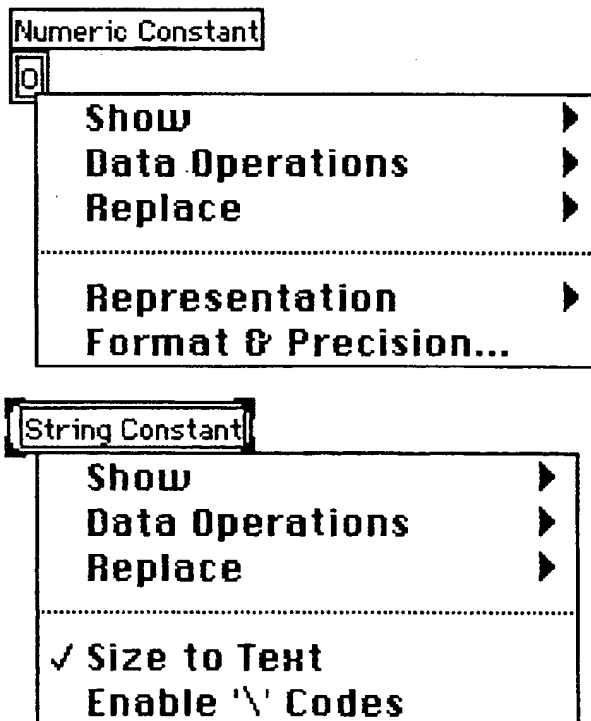 Numeric Constant
0
Show
Data Operations
Replace
Representation
Format & Precision...
String Constant
Show
Data Operations
Replace
✓ Size to Text
Enable '\' Codes